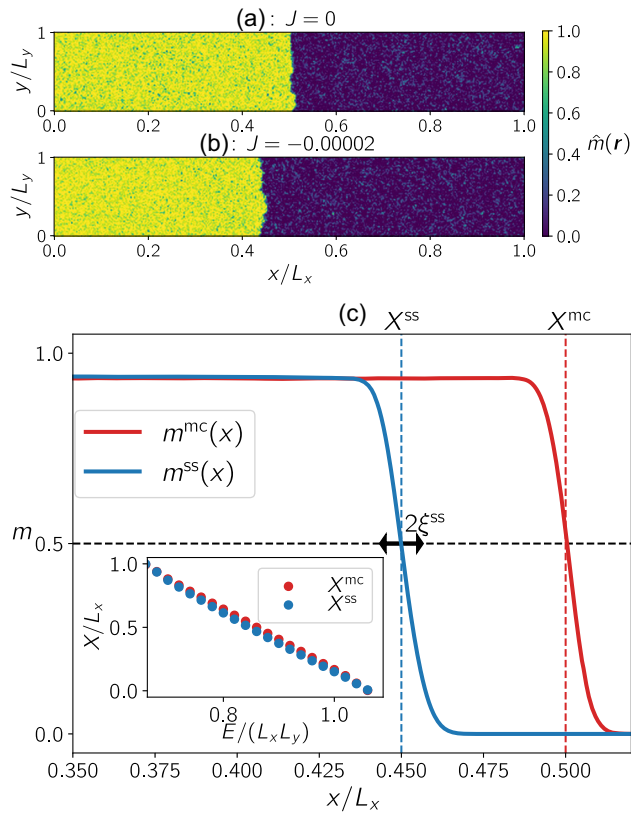 (a): J = 0
y/L_y
1
0
0.0 0.2 0.4 0.6 0.8 1.0
(b): J = −0.00002
y/L_y
1
0
0.0 0.2 0.4 0.6 0.8 1.0
x/L_x
1.0
0.8
0.6
0.4
0.2
0.0
m̂(r)
(c)
X^ss
X^mc
1.0
m^mc(x)
m^ss(x)
2ξ^ss
m
0.5
0.0
X/L_x
1.0
0.5
0.0
X^mc
X^ss
0.8 1.0
E/(L_xL_y)
0.350 0.375 0.400 0.425 0.450 0.475 0.500
x/L_x